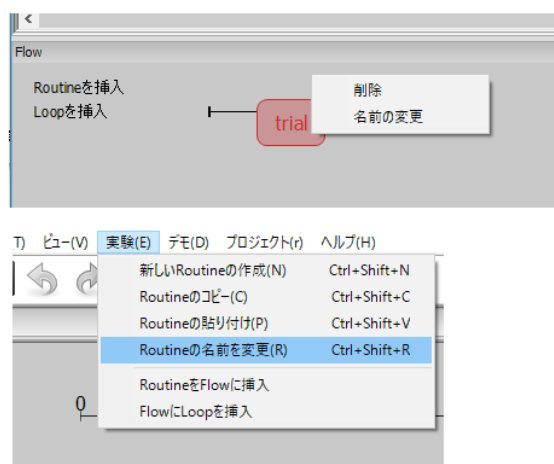 Flow
Routineを挿入
Loopを挿入
trial
削除
名前の変更
T) ビュー(V) 実験(E) デモ(D) プロジェクト(r) ヘルプ(H)
新しいRoutineの作成(N) Ctrl+Shift+N
Routineのコピー(C) Ctrl+Shift+C
Routineの貼り付け(P) Ctrl+Shift+V
Routineの名前を変更(R) Ctrl+Shift+R
RoutineをFlowに挿入
FlowにLoopを挿入
0